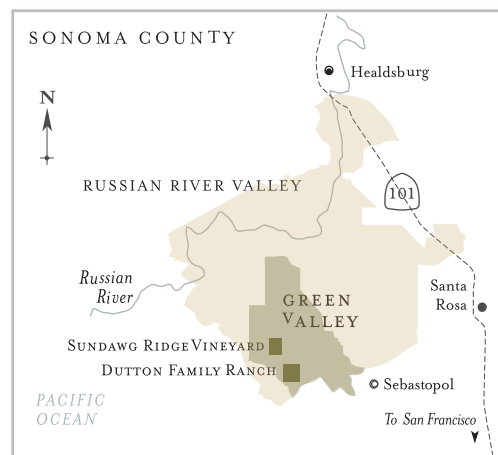 SONOMA COUNTY
Healdsburg
N
RUSSIAN RIVER VALLEY
101
Russian
River
Santa
Rosa
GREEN
VALLEY
SUNDAWG RIDGE VINEYARD
DUTTON FAMILY RANCH
Sebastopol
PACIFIC
OCEAN
To San Francisco